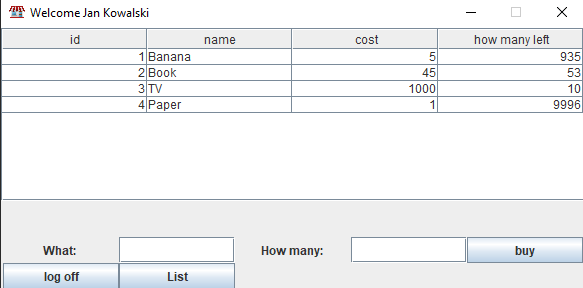 Welcome Jan Kowalski
id name cost how many left
1 Banana 5 935
2 Book 45 53
3 TV 1000 10
4 Paper 1 9996
What: How many: buy
log off List